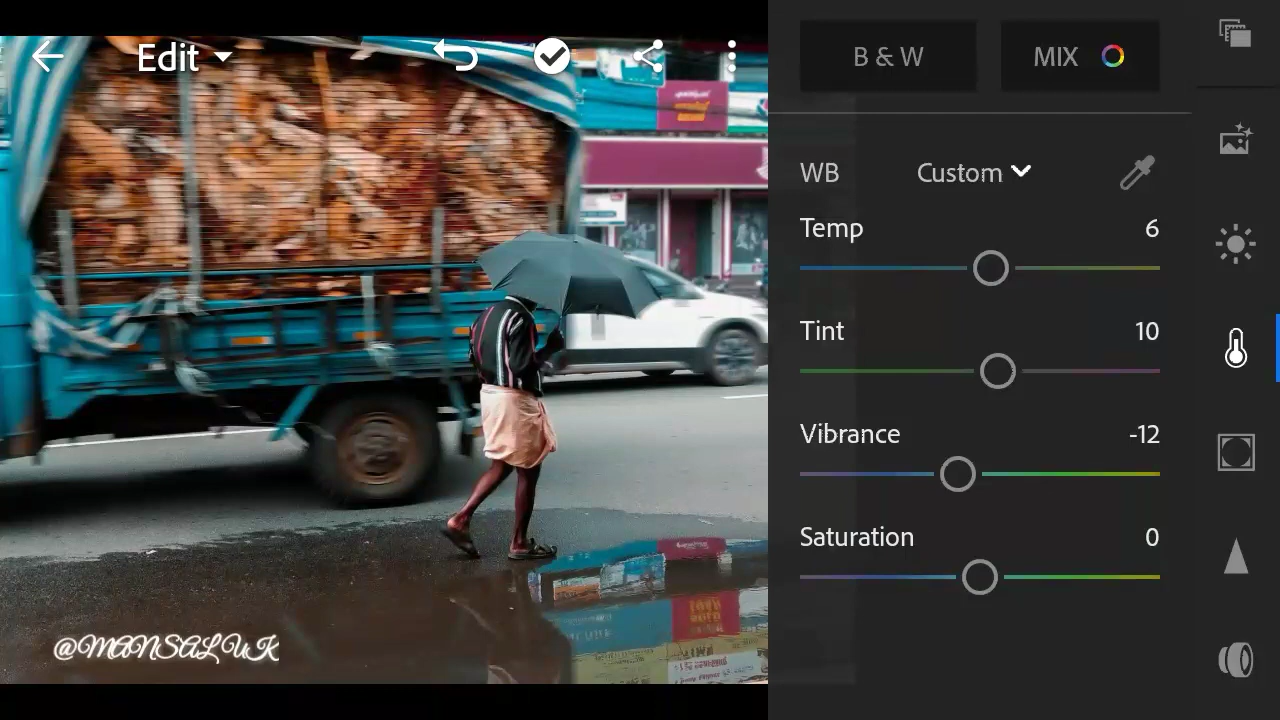 Edit
B & W
MIX
WB
Custom
Temp
6
Tint
10
Vibrance
-12
Saturation
0
@MANSALUK